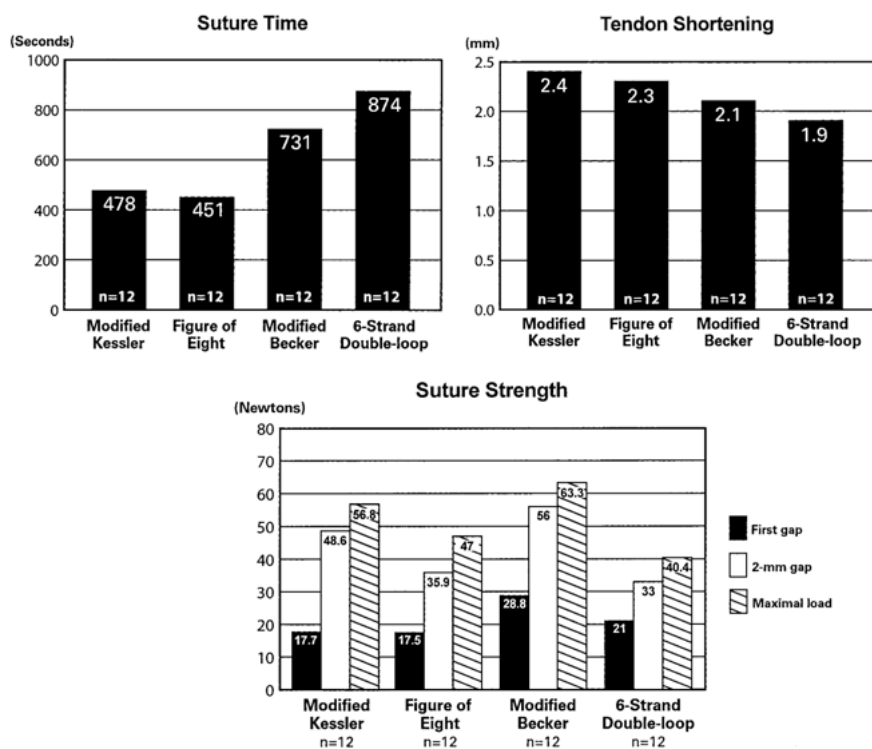 Suture Time
(Seconds)
1000
800
600
400
200
0
478
451
731
874
n=12 n=12 n=12 n=12
Modified Kessler
Figure of Eight
Modified Becker
6-Strand Double-loop
Tendon Shortening
(mm)
2.5
2.0
1.5
1.0
0.5
0.0
2.4
2.3
2.1
1.9
n=12 n=12 n=12 n=12
Modified Kessler
Figure of Eight
Modified Becker
6-Strand Double-loop
Suture Strength
(Newtons)
80
70
60
50
40
30
20
10
0
17.7 48.6 56.8
17.5 35.9 47
28.8 56 63.3
21 33 40.4
Modified Kessler
n=12
Figure of Eight
n=12
Modified Becker
n=12
6-Strand Double-loop
n=12
First gap
2-mm gap
Maximal load